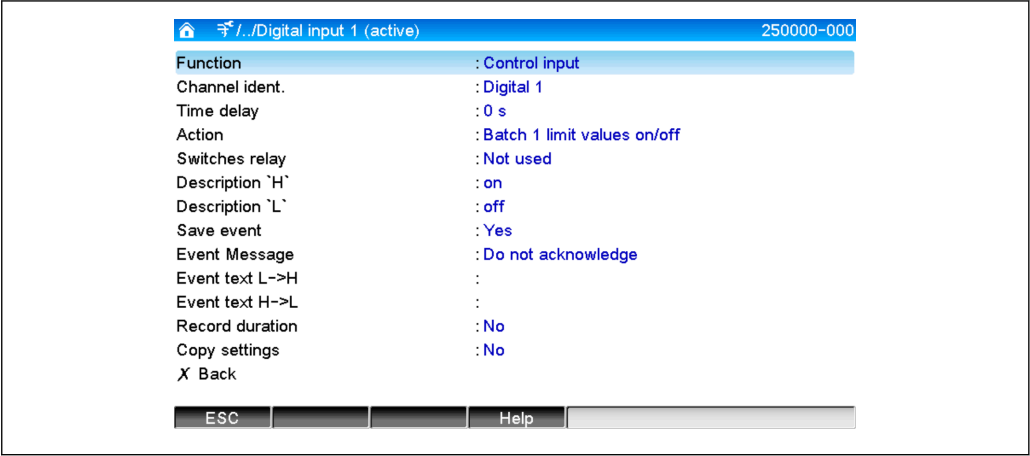 /../Digital input 1 (active) 250000-000
Function : Control input
Channel ident. : Digital 1
Time delay : 0 s
Action : Batch 1 limit values on/off
Switches relay : Not used
Description `H` : on
Description `L` : off
Save event : Yes
Event Message : Do not acknowledge
Event text L->H :
Event text H->L :
Record duration : No
Copy settings : No
X Back
ESC Help